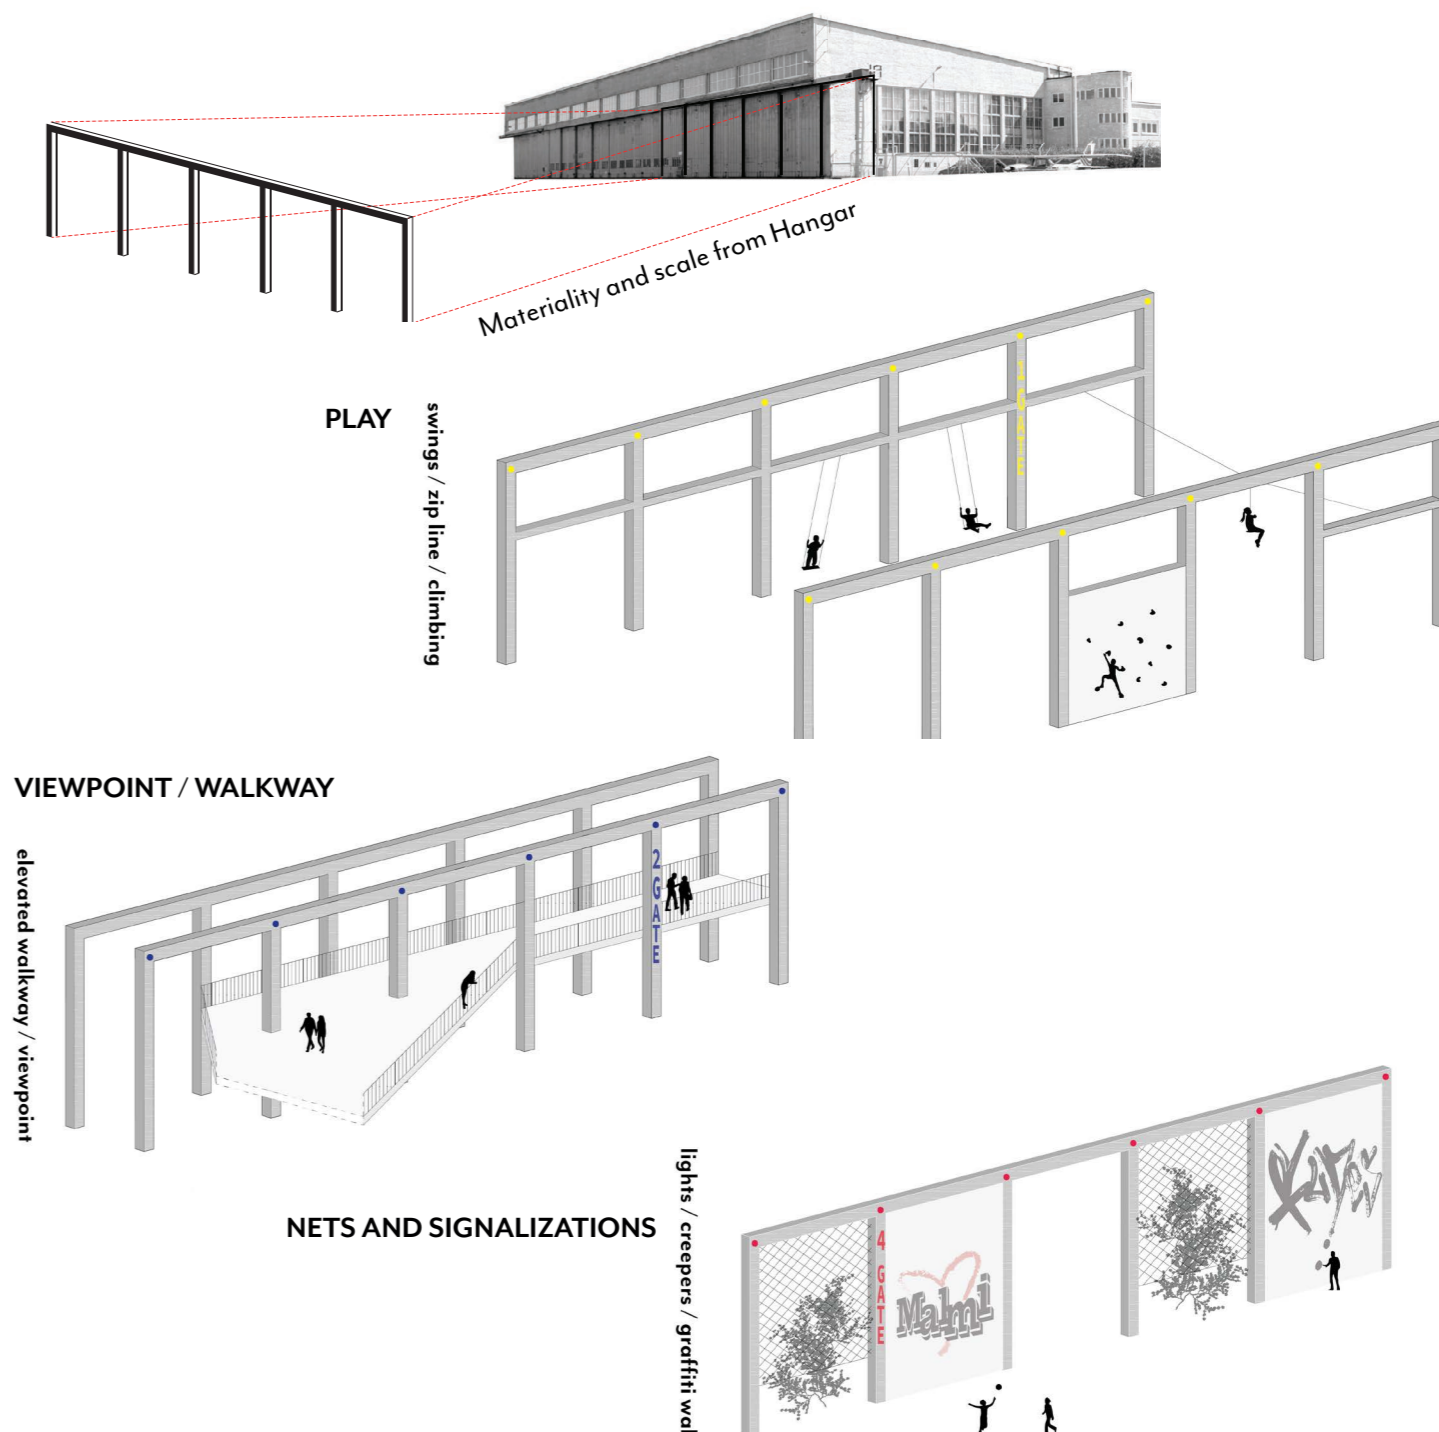 Materiality and scale from Hangar
PLAY
swings / zip line / climbing
GATE
VIEWPOINT / WALKWAY
elevated walkway / viewpoint
2 GATE
NETS AND SIGNALIZATIONS
lights / creepers / graffiti wal
4 GATE
Malmi